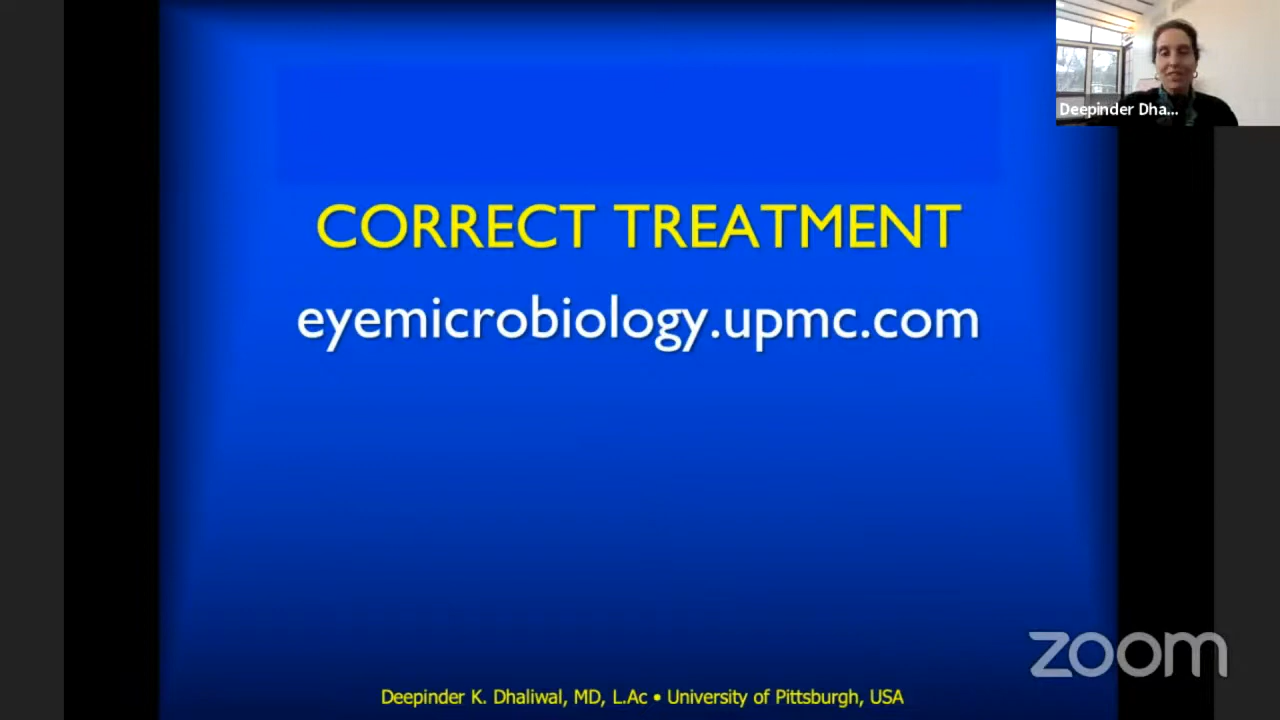 Deepinder Dha...
CORRECT TREATMENT
eyemicrobiology.upmc.com
zoom
Deepinder K. Dhaliwal, MD, L.Ac • University of Pittsburgh, USA